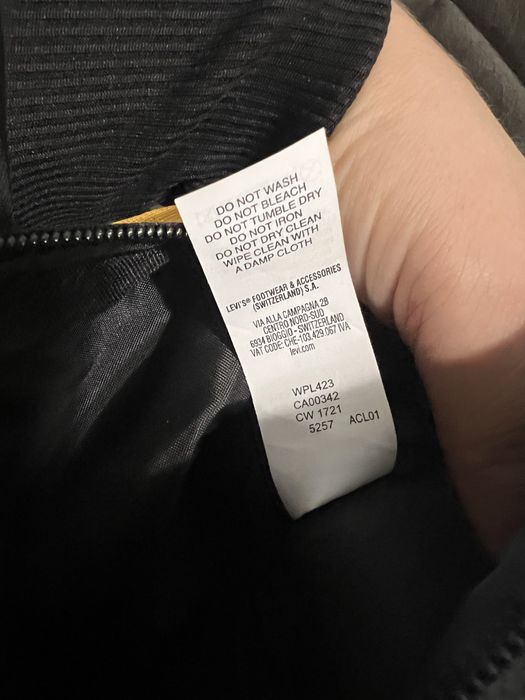 DO NOT WASH
DO NOT BLEACH
DO NOT TUMBLE DRY
DO NOT IRON
DO NOT DRY CLEAN
WIPE CLEAN WITH
A DAMP CLOTH
LEVI'S® FOOTWEAR & ACCESSORIES
(SWITZERLAND) S.A.
VIA ALLA CAMPAGNA 2B
CENTRO NORD-SUD
6934 BIOGGIO - SWITZERLAND
VAT CODE: CHE-103.429.067 IVA
levi.com
WPL423
CA00342
CW 1721
5257 ACL01